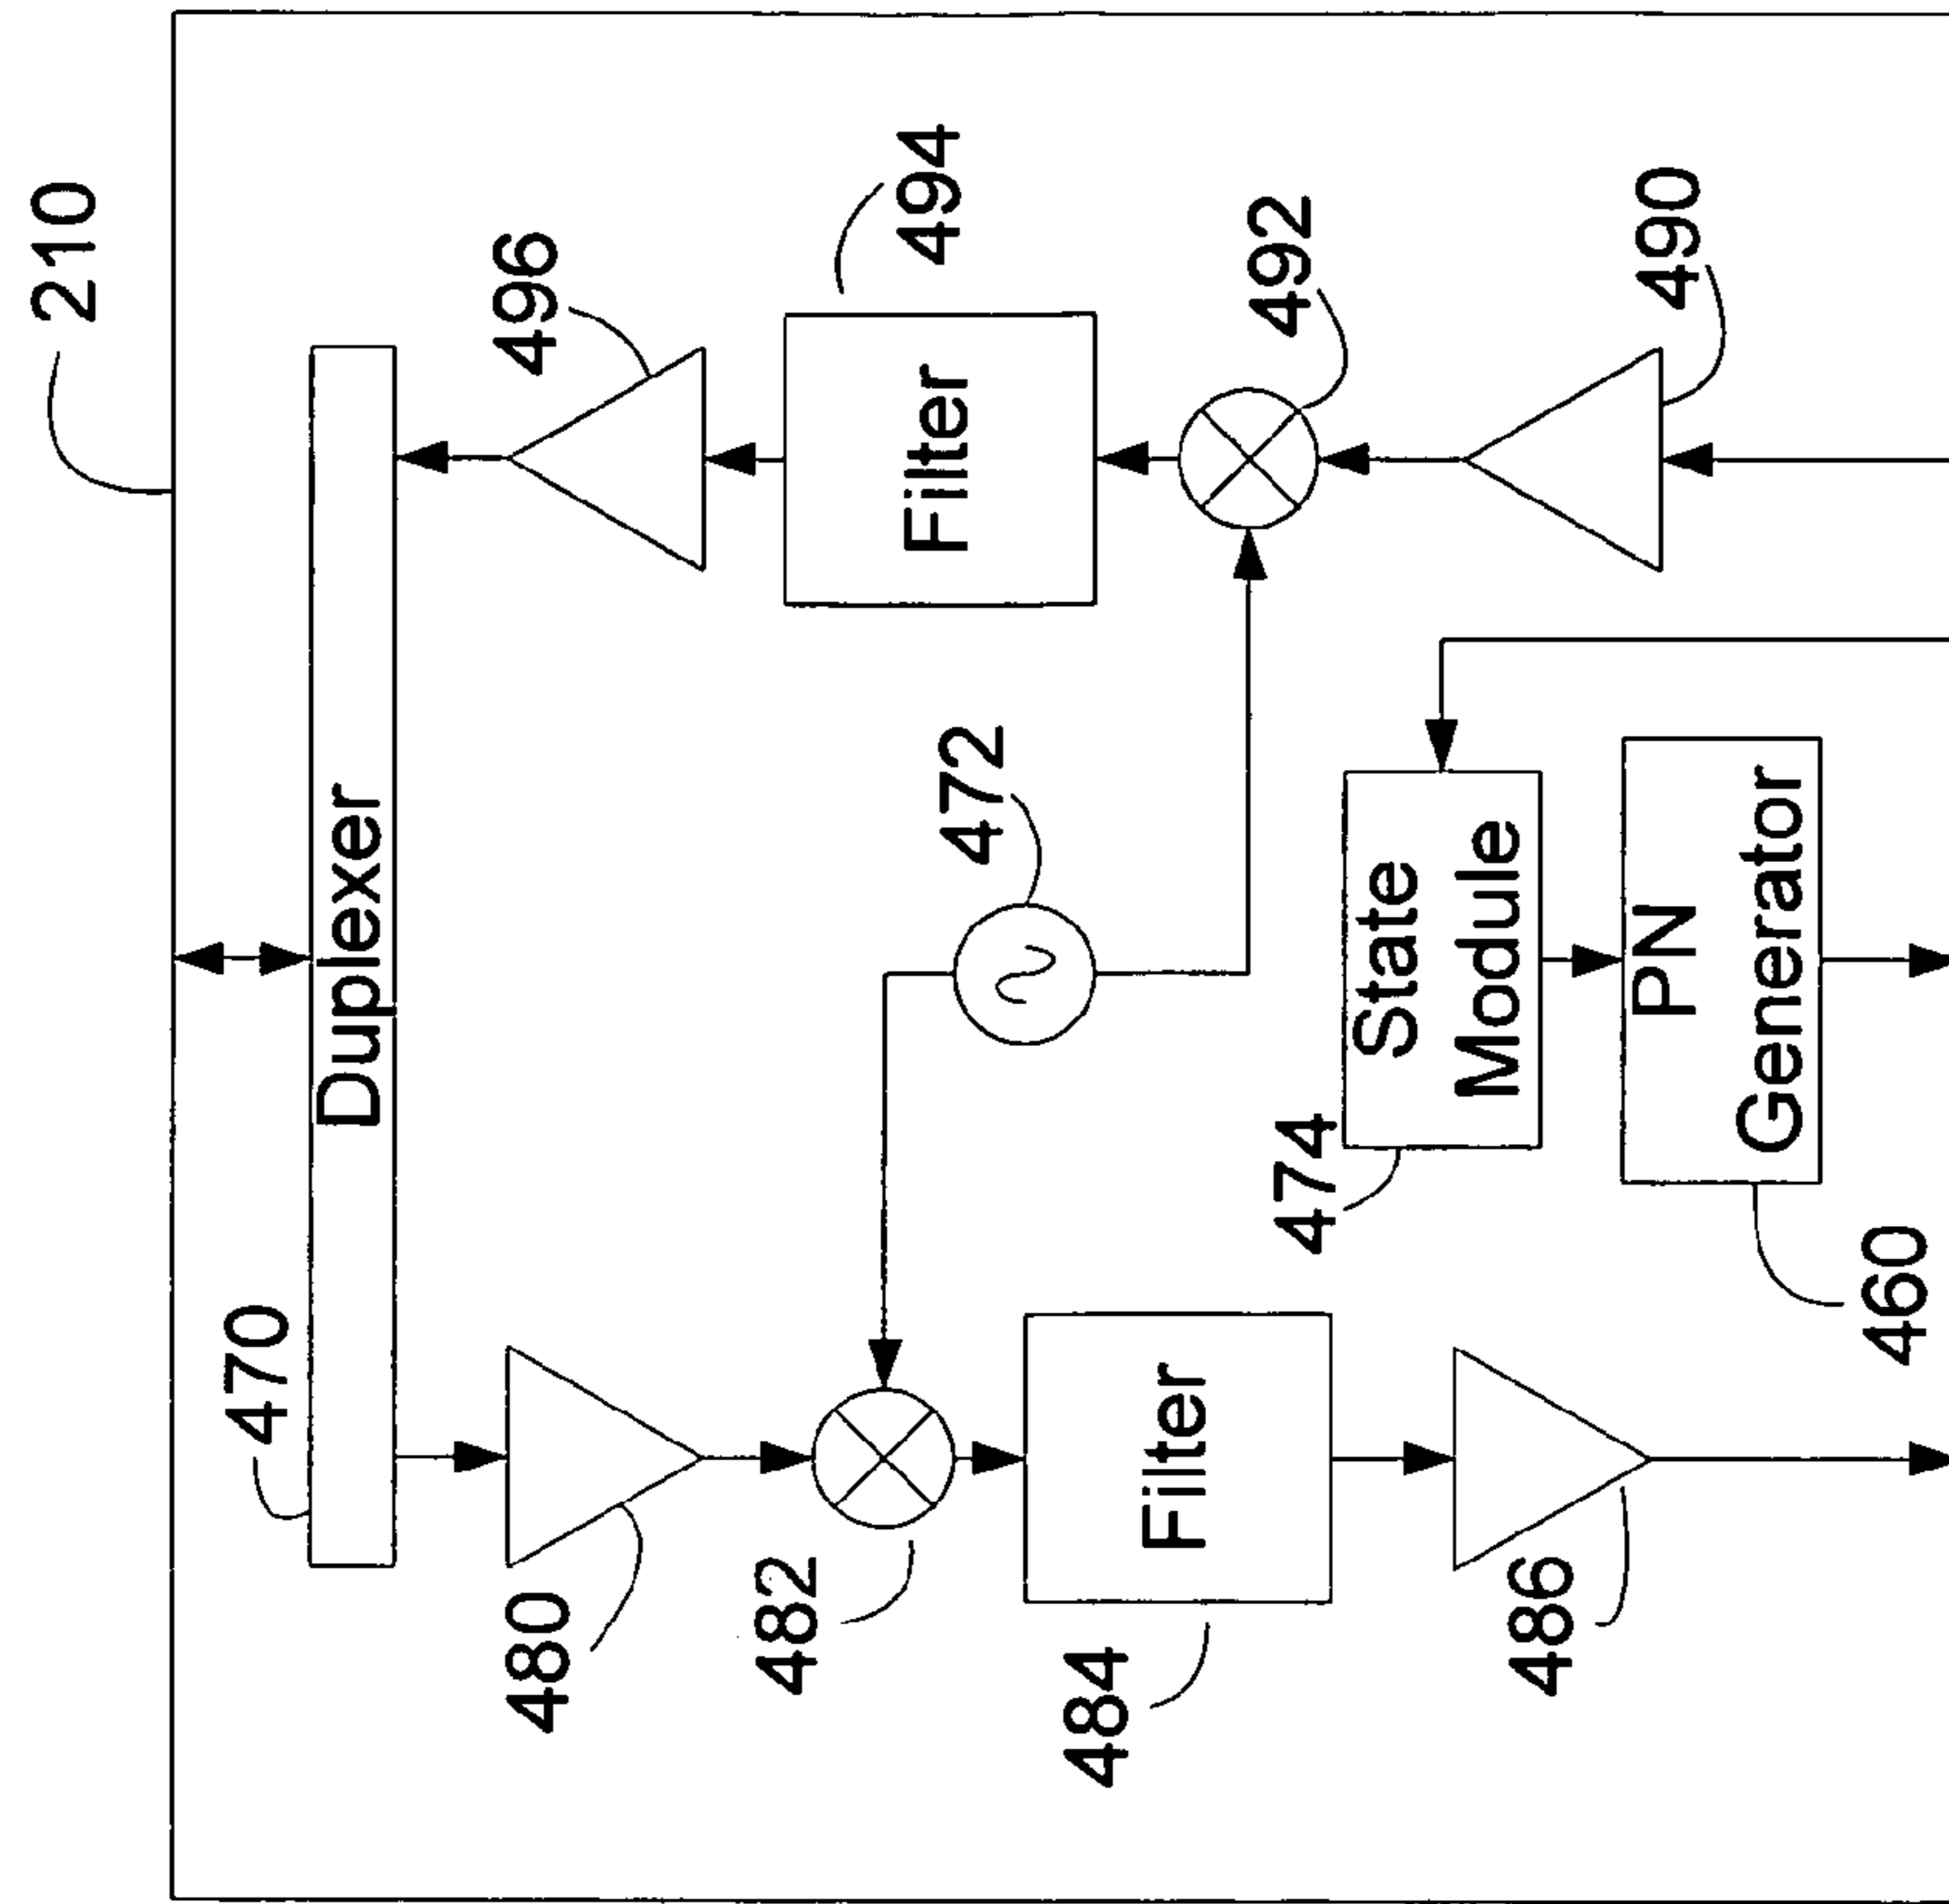 210
470
Duplexer
480
496
482
494
Filter
472
484
Filter
492
474
State
Module
486
490
PN
Generator
460